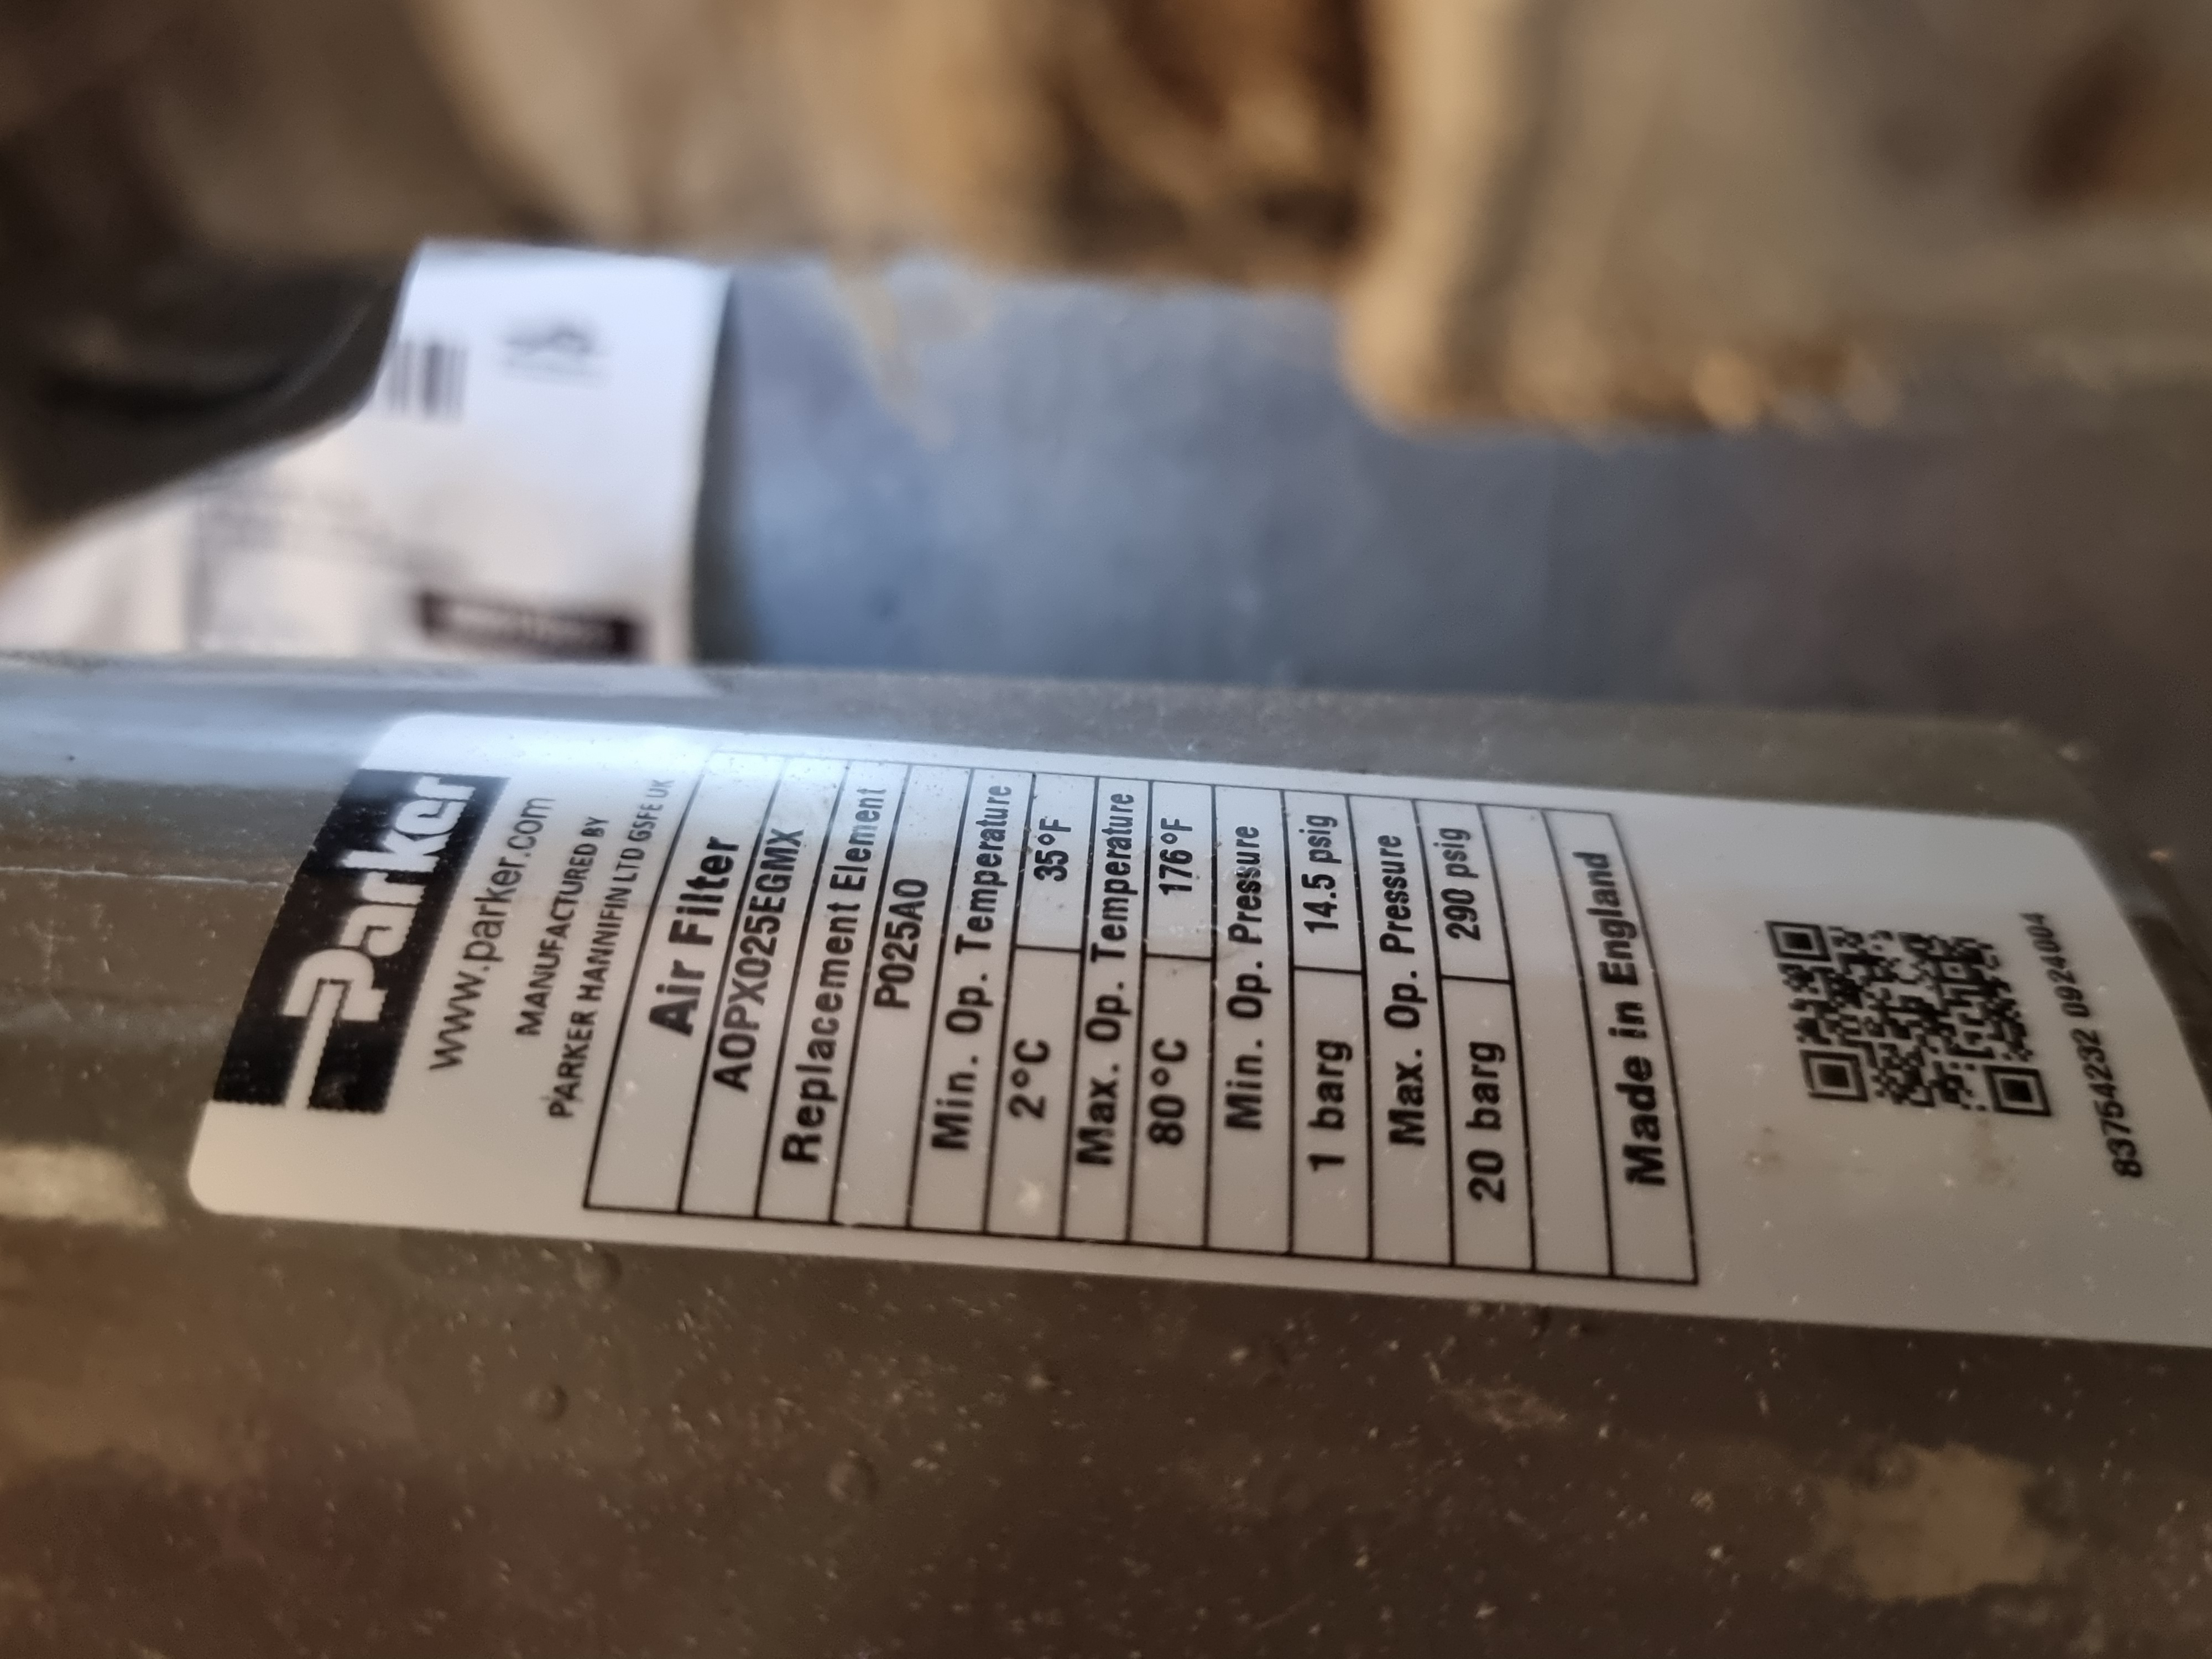 Parker
www.parker.com
MANUFACTURED BY
PARKER HANNIFIN LTD GSFE UK
Air Filter
AOPX025EGMX
Replacement Element
P025AO
Min. Op. Temperature
2°C 35°F
Max. Op. Temperature
80°C 176°F
Min. Op. Pressure
1 barg 14.5 psig
Max. Op. Pressure
20 barg 290 psig
Made in England
83754232 0924004